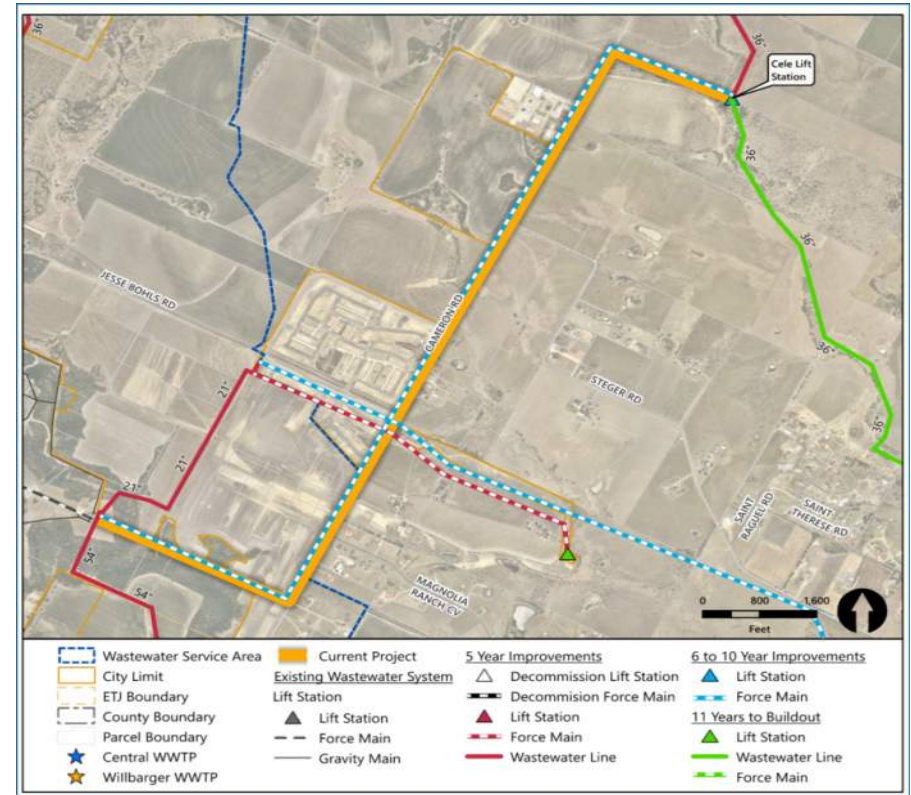 36"
36"
Cele Lift
Station
36"
36"
JESSE BOHLS RD
CAMERON RD
36"
21"
STEGER RD
36"
21"
21"
SAINT
RAGUEL RD
SAINT
THERESE RD
54"
54"
MAGNOLIA
RANCH CV
0 800 1,600
Feet
Wastewater Service Area
City Limit
ETJ Boundary
County Boundary
Parcel Boundary
Central WWTP
Willbarger WWTP
Current Project
Existing Wastewater System
Lift Station
Lift Station
Force Main
Gravity Main
5 Year Improvements
Decommission Lift Station
Decommision Force Main
Lift Station
Force Main
Wastewater Line
6 to 10 Year Improvements
Lift Station
Force Main
11 Years to Buildout
Lift Station
Wastewater Line
Force Main